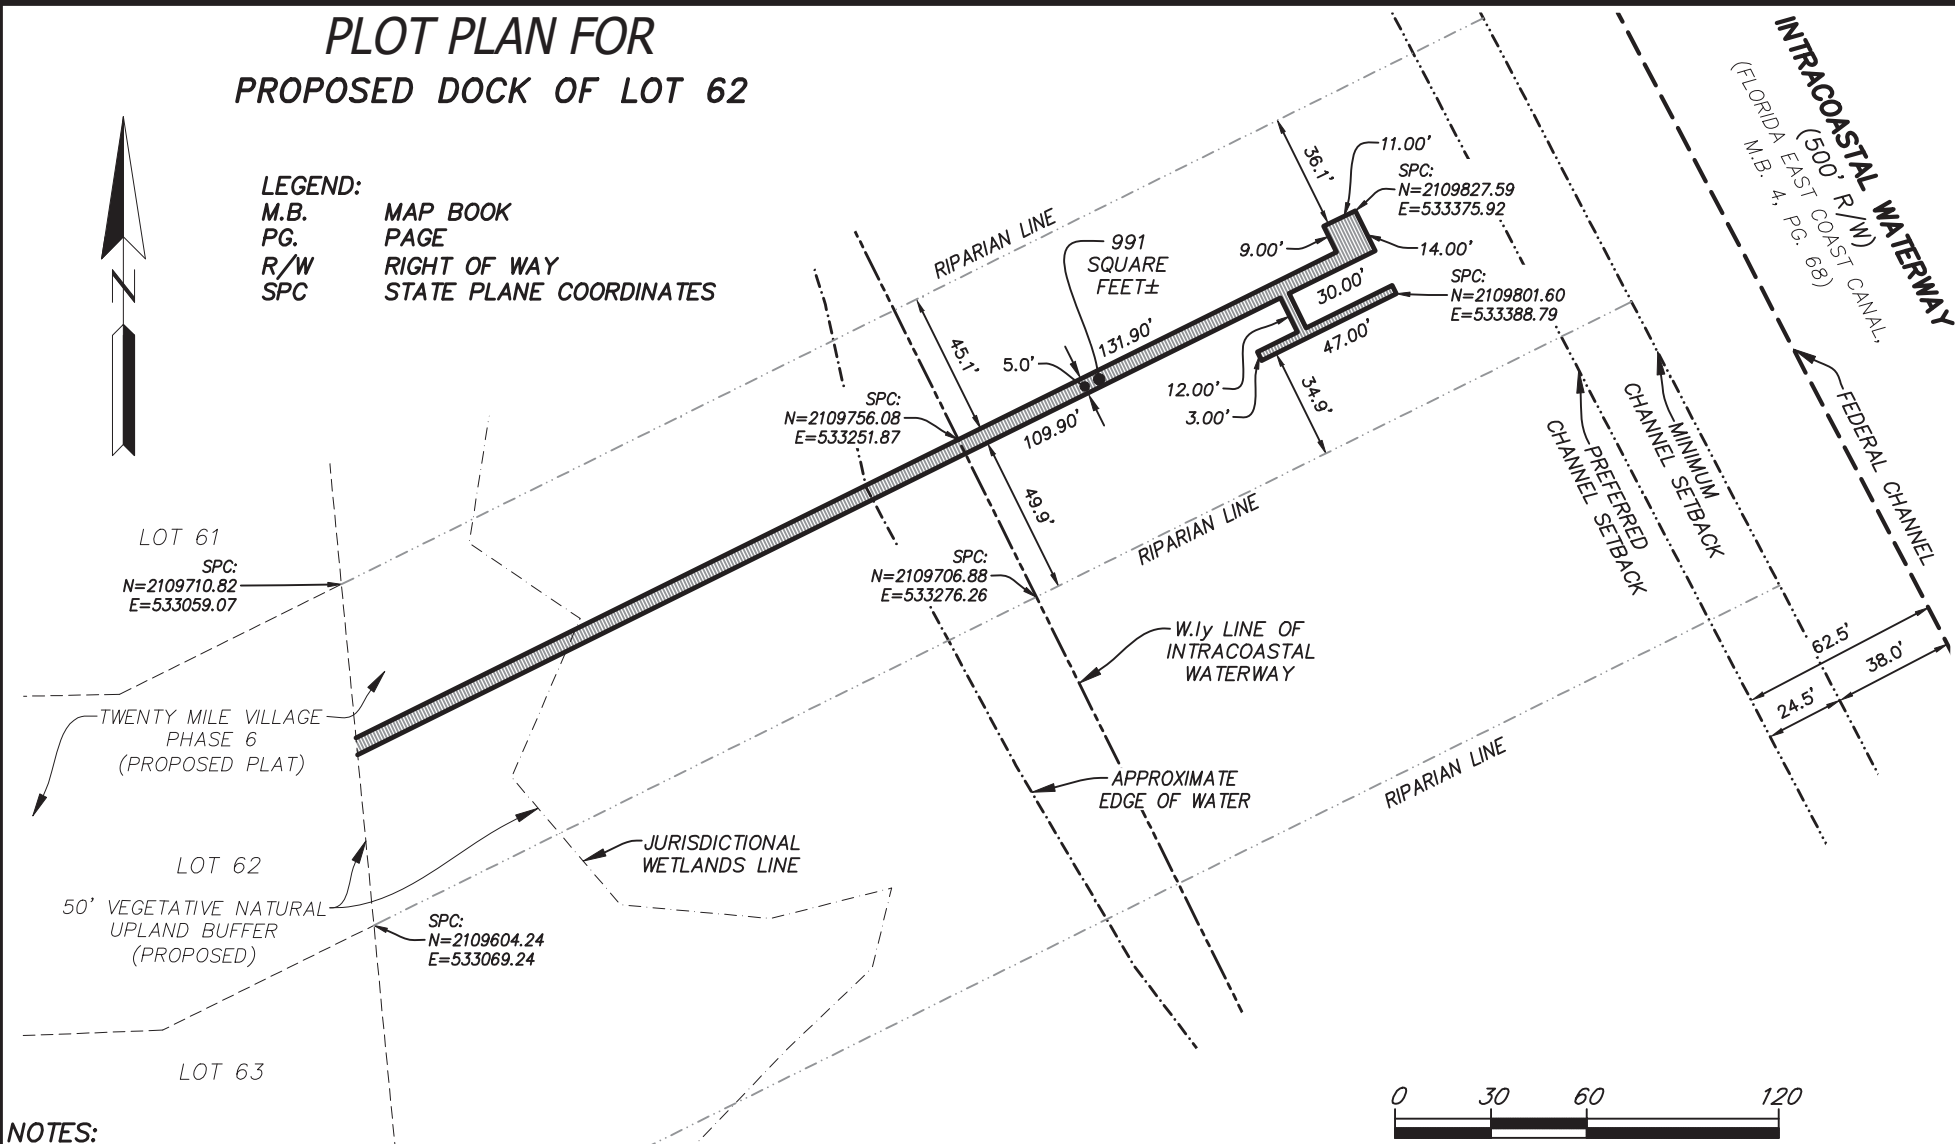 PLOT PLAN FOR
PROPOSED DOCK OF LOT 62
N
LEGEND:
M.B. MAP BOOK
PG. PAGE
R/W RIGHT OF WAY
SPC STATE PLANE COORDINATES
INTRACOASTAL WATERWAY
(500' R/W)
(FLORIDA EAST COAST CANAL,
M.B. 4, PG. 68)
RIPARIAN LINE
36.1'
11.00'
SPC:
N=2109827.59
E=533375.92
9.00'
14.00'
991
SQUARE
FEET±
30.00'
SPC:
N=2109801.60
E=533388.79
45.1'
131.90'
5.0'
47.00'
12.00'
3.00'
34.9'
SPC:
N=2109756.08
E=533251.87
109.90'
49.9'
RIPARIAN LINE
MINIMUM
CHANNEL SETBACK
PREFERRED
CHANNEL SETBACK
FEDERAL CHANNEL
LOT 61
SPC:
N=2109710.82
E=533059.07
SPC:
N=2109706.88
E=533276.26
W.ly LINE OF
INTRACOASTAL
WATERWAY
62.5'
38.0'
24.5'
TWENTY MILE VILLAGE
PHASE 6
(PROPOSED PLAT)
APPROXIMATE
EDGE OF WATER
RIPARIAN LINE
LOT 62
JURISDICTIONAL
WETLANDS LINE
50' VEGETATIVE NATURAL
UPLAND BUFFER
(PROPOSED)
SPC:
N=2109604.24
E=533069.24
LOT 63
0 30 60 120
NOTES: